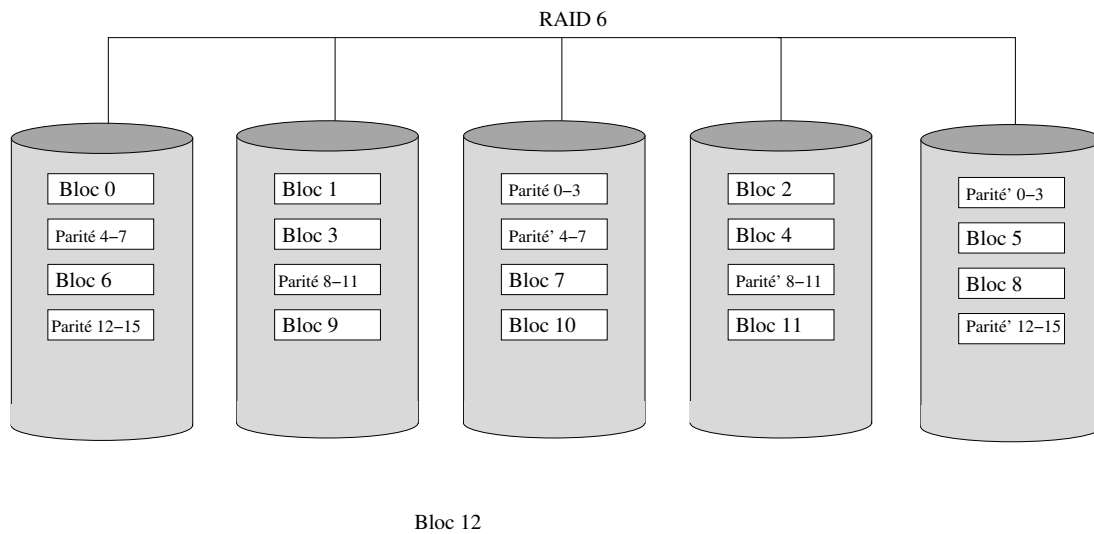 RAID 6
Bloc 0
Bloc 1
Parité 0−3
Bloc 2
Parité’ 0−3
Parité 4−7
Bloc 3
Parité’ 4−7
Bloc 4
Bloc 5
Bloc 6
Parité 8−11
Bloc 7
Parité’ 8−11
Bloc 8
Parité 12−15
Bloc 9
Bloc 10
Bloc 11
Parité’ 12−15
Bloc 12